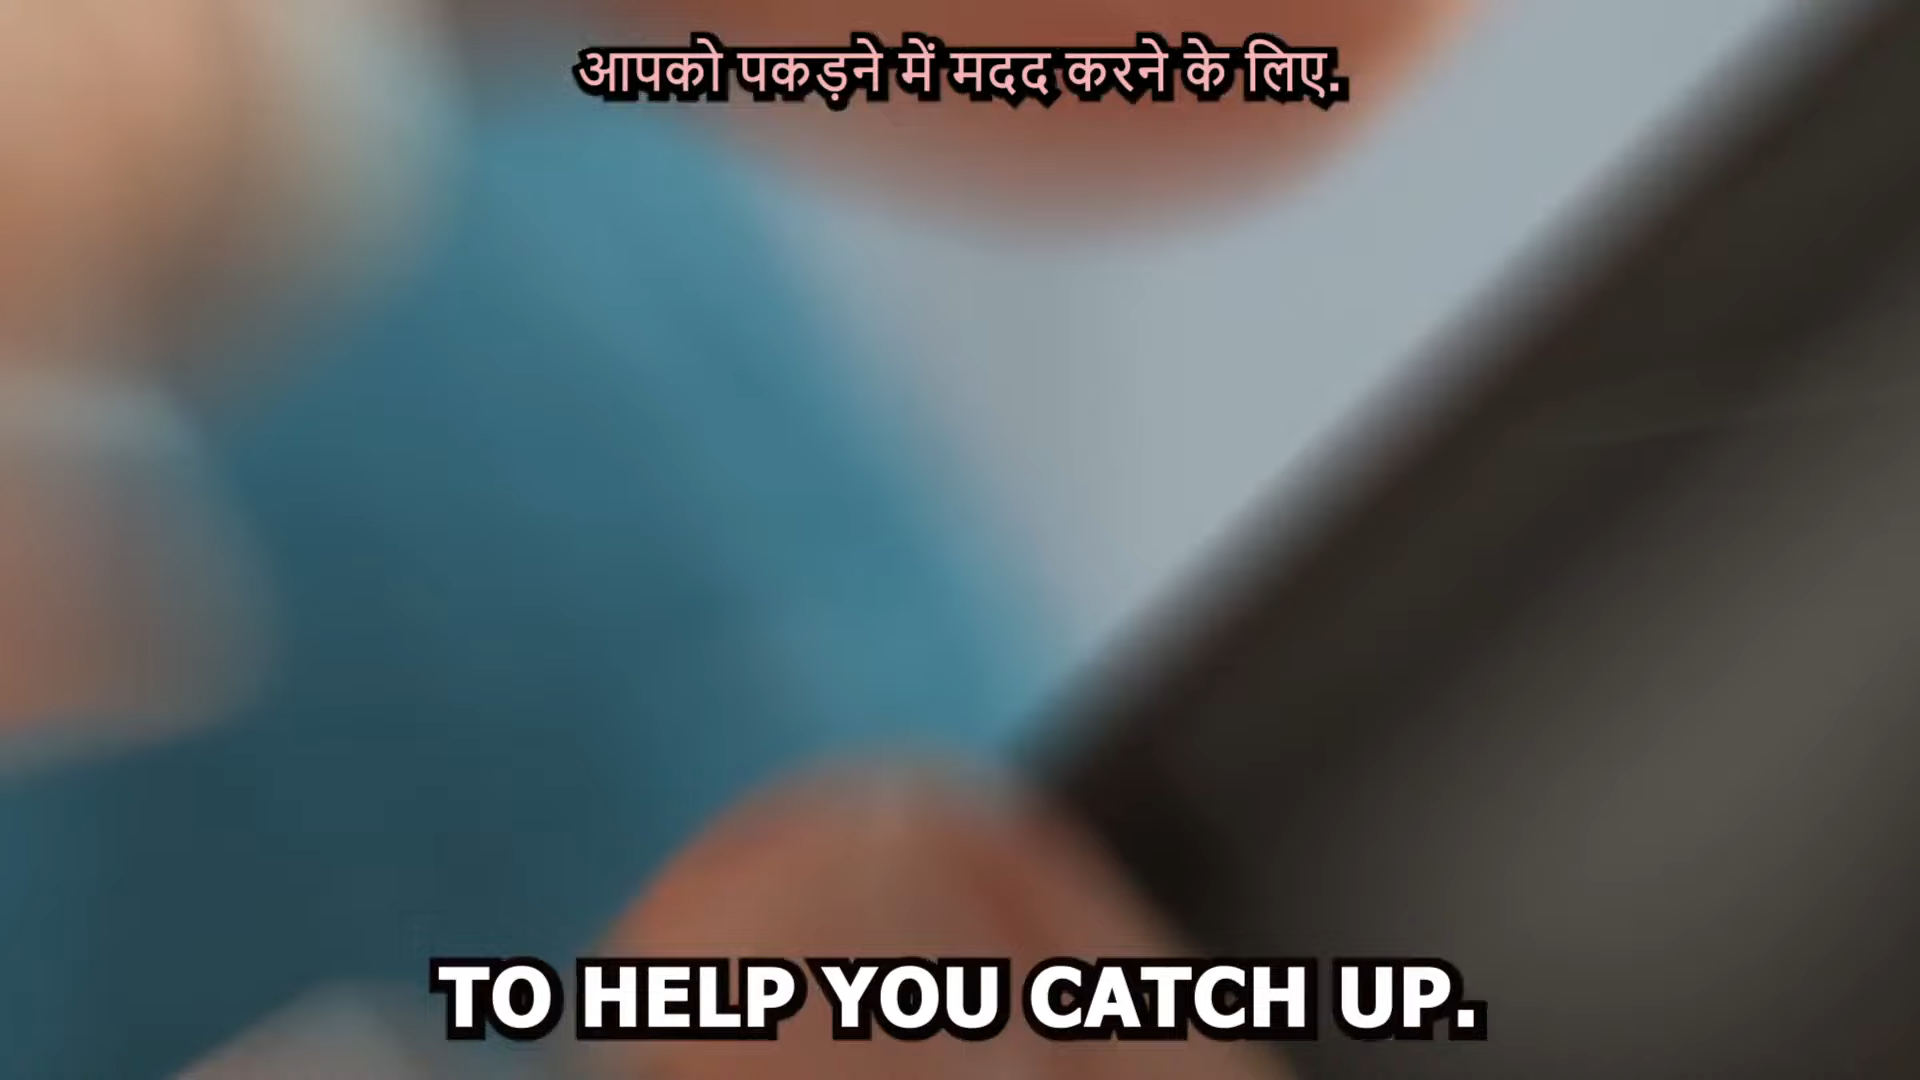 आपको पकड़ने में मदद करने के लिए.
TO HELP YOU CATCH UP.